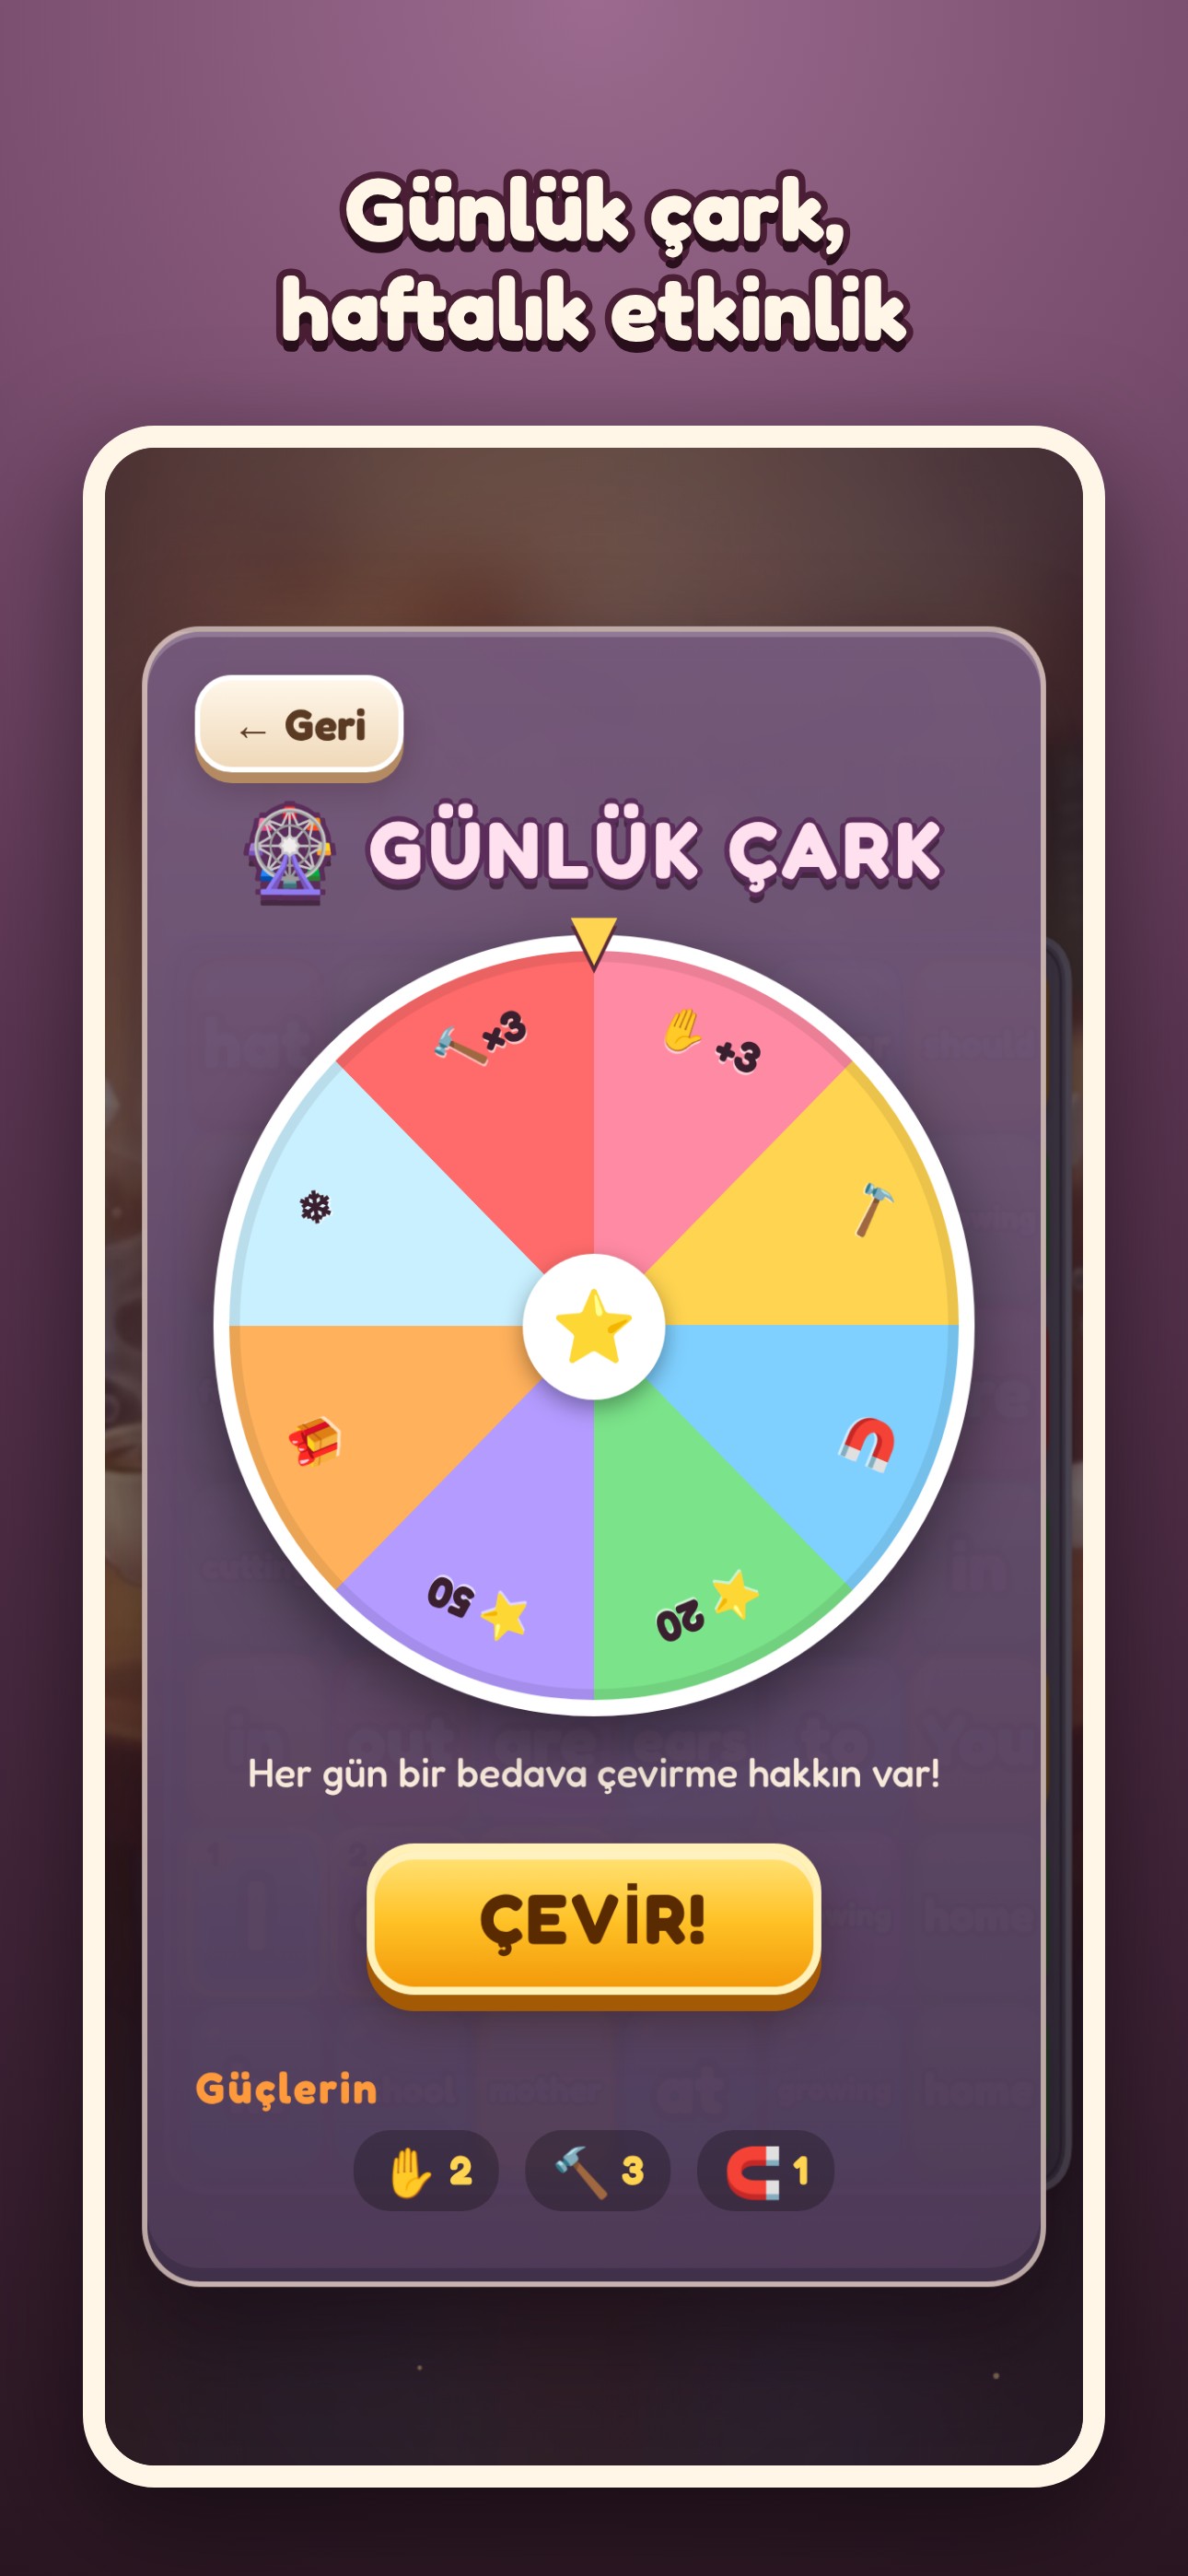 Günlük çark,
haftalık etkinlik
← Geri
GÜNLÜK ÇARK
+3
+3
50
20
Her gün bir bedava çevirme hakkın var!
ÇEVİR!
Güçlerin
2 3 1